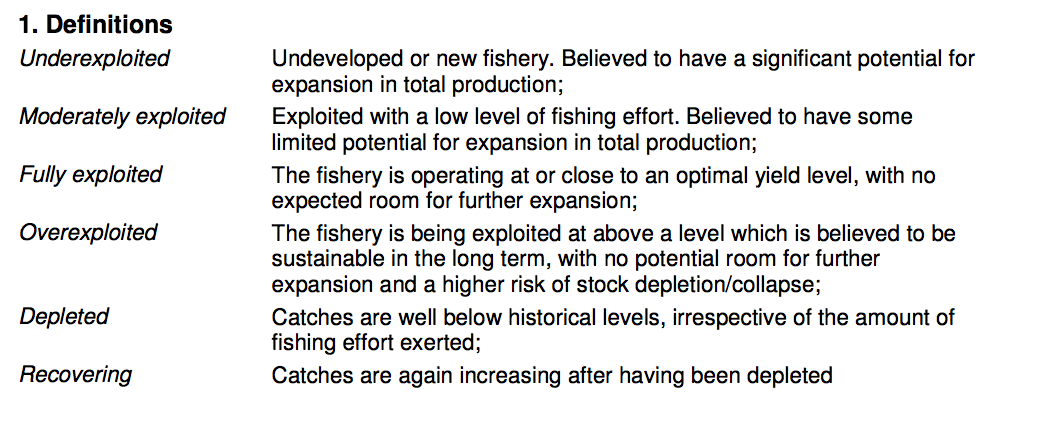 1. Definitions
Underexploited Undeveloped or new fishery. Believed to have a significant potential for
expansion in total production;
Moderately exploited Exploited with a low level of fishing effort. Believed to have some
limited potential for expansion in total production;
Fully exploited The fishery is operating at or close to an optimal yield level, with no
expected room for further expansion;
Overexploited The fishery is being exploited at above a level which is believed to be
sustainable in the long term, with no potential room for further
expansion and a higher risk of stock depletion/collapse;
Depleted Catches are well below historical levels, irrespective of the amount of
fishing effort exerted;
Recovering Catches are again increasing after having been depleted